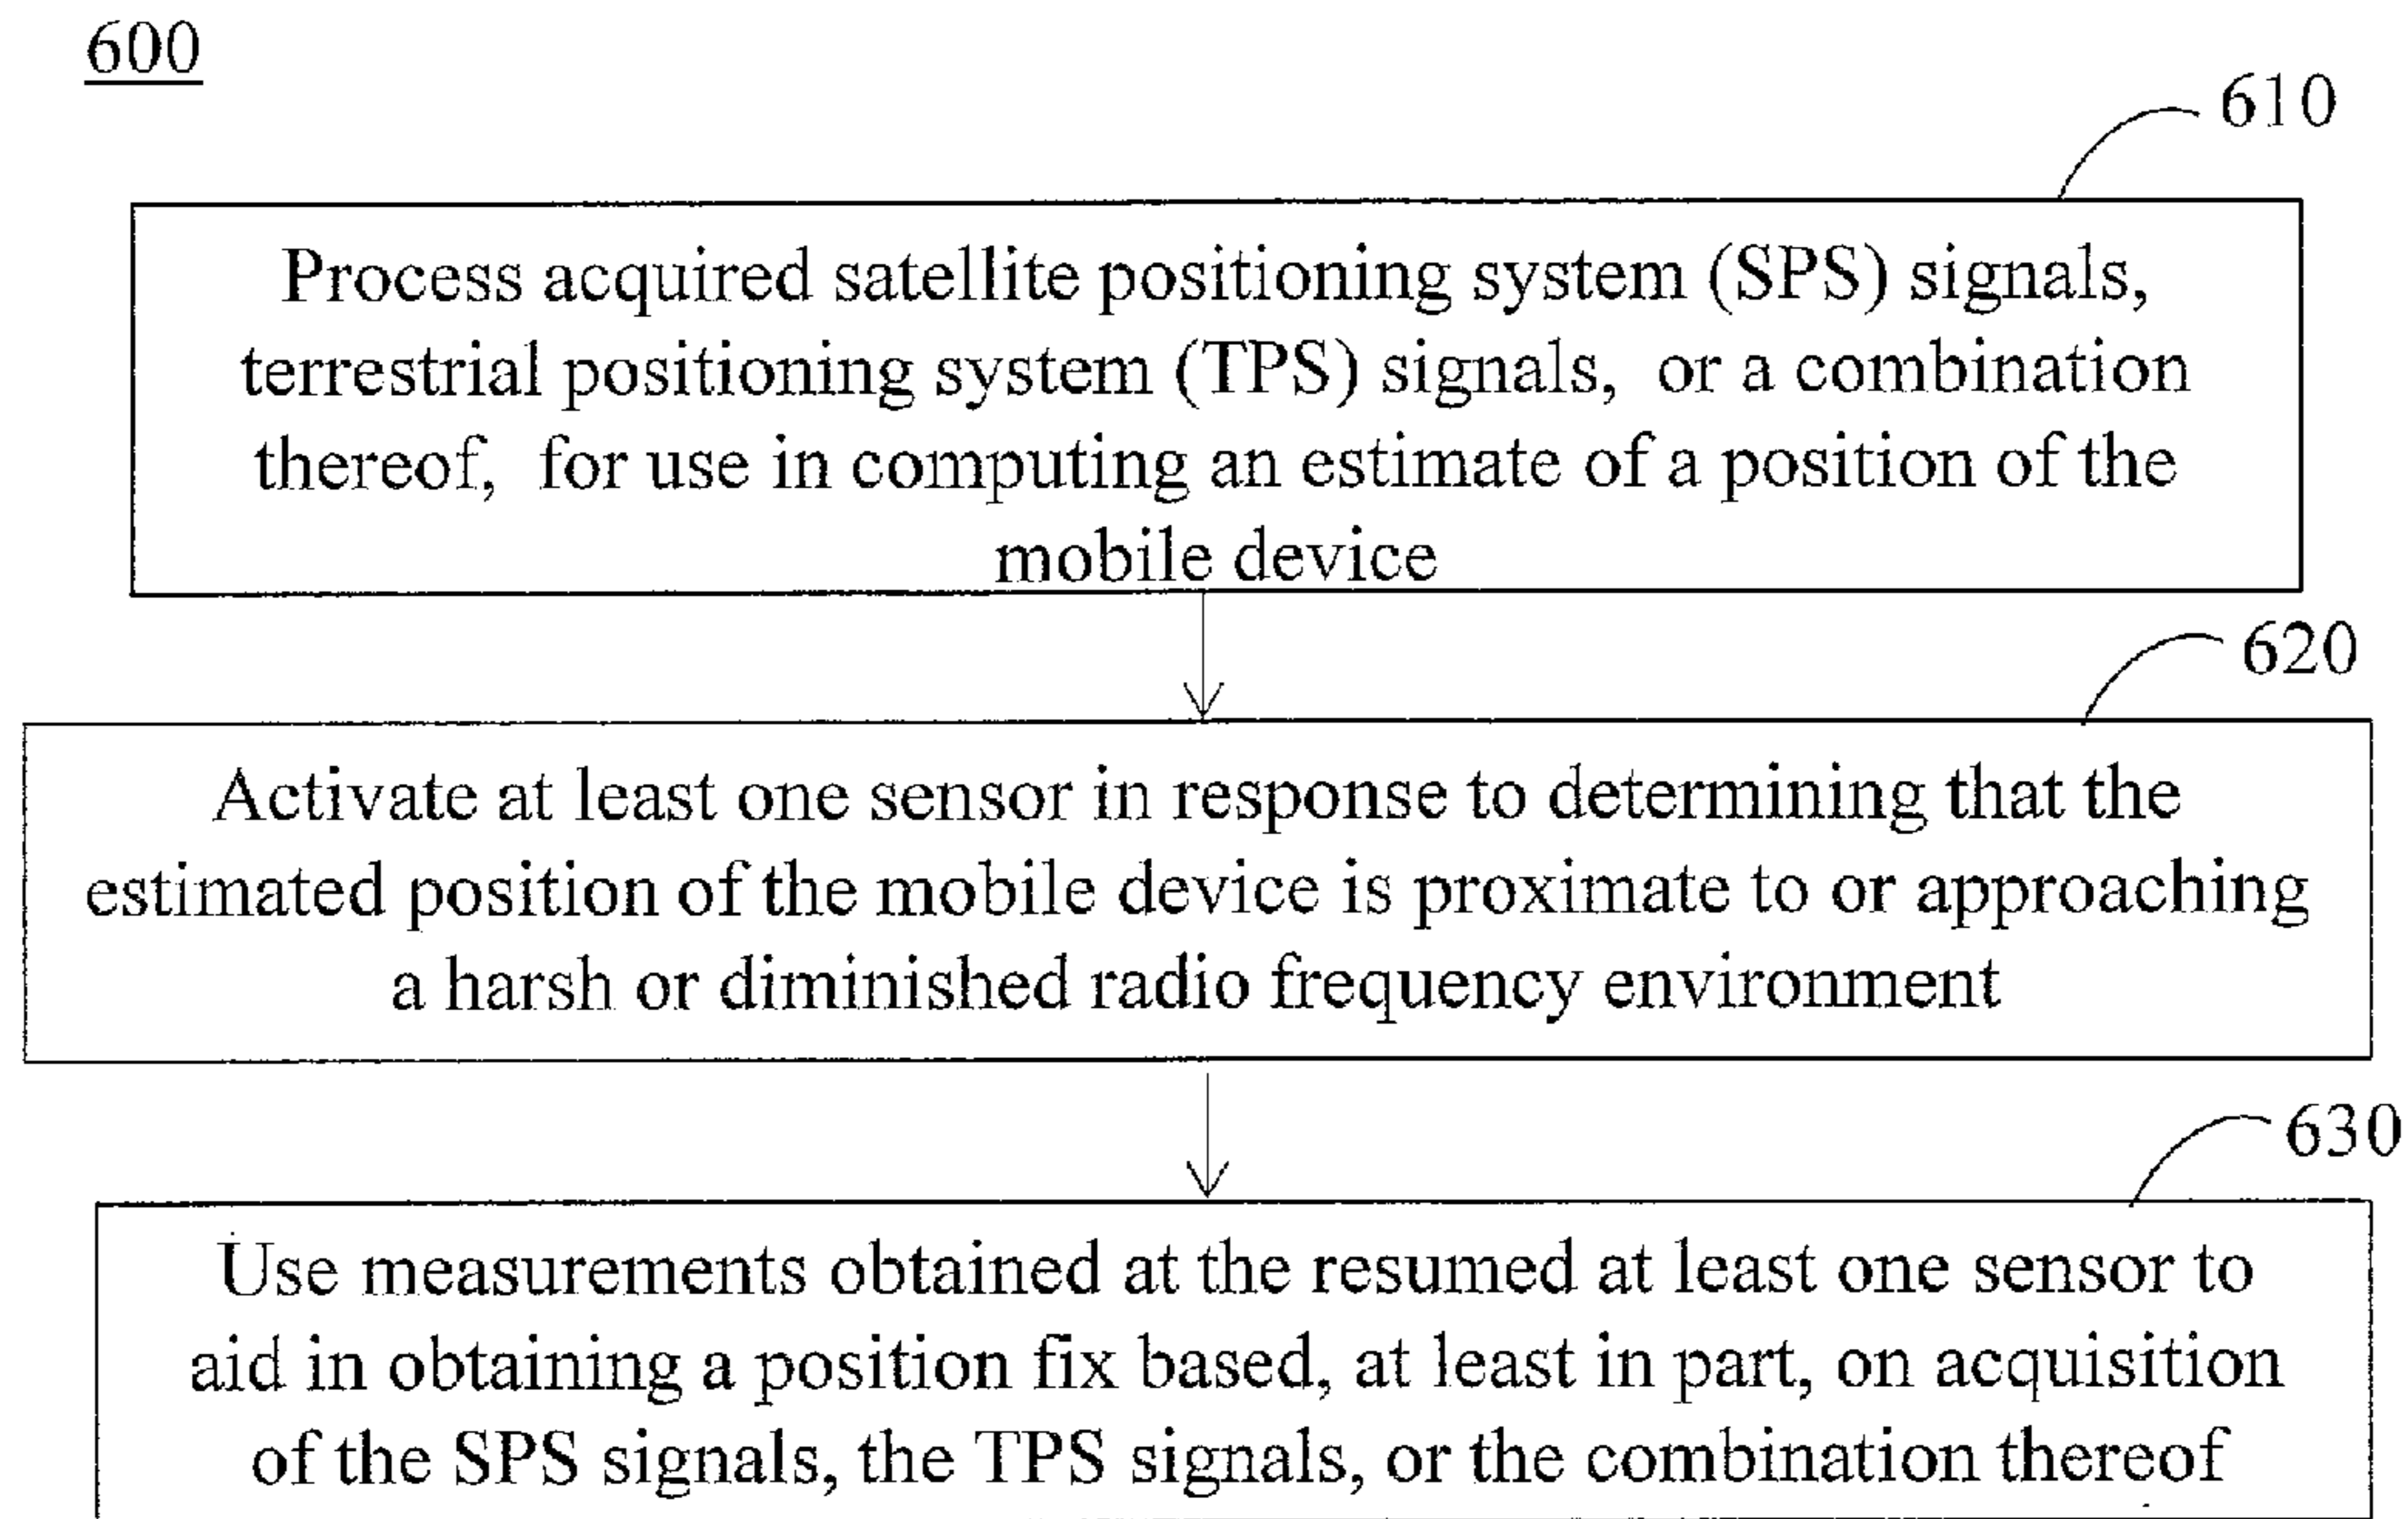 600
610
Process acquired satellite positioning system (SPS) signals,
terrestrial positioning system (TPS) signals, or a combination
thereof, for use in computing an estimate of a position of the
mobile device
620
Activate at least one sensor in response to determining that the
estimated position of the mobile device is proximate to or approaching
a harsh or diminished radio frequency environment
630
Use measurements obtained at the resumed at least one sensor to
aid in obtaining a position fix based, at least in part, on acquisition
of the SPS signals, the TPS signals, or the combination thereof